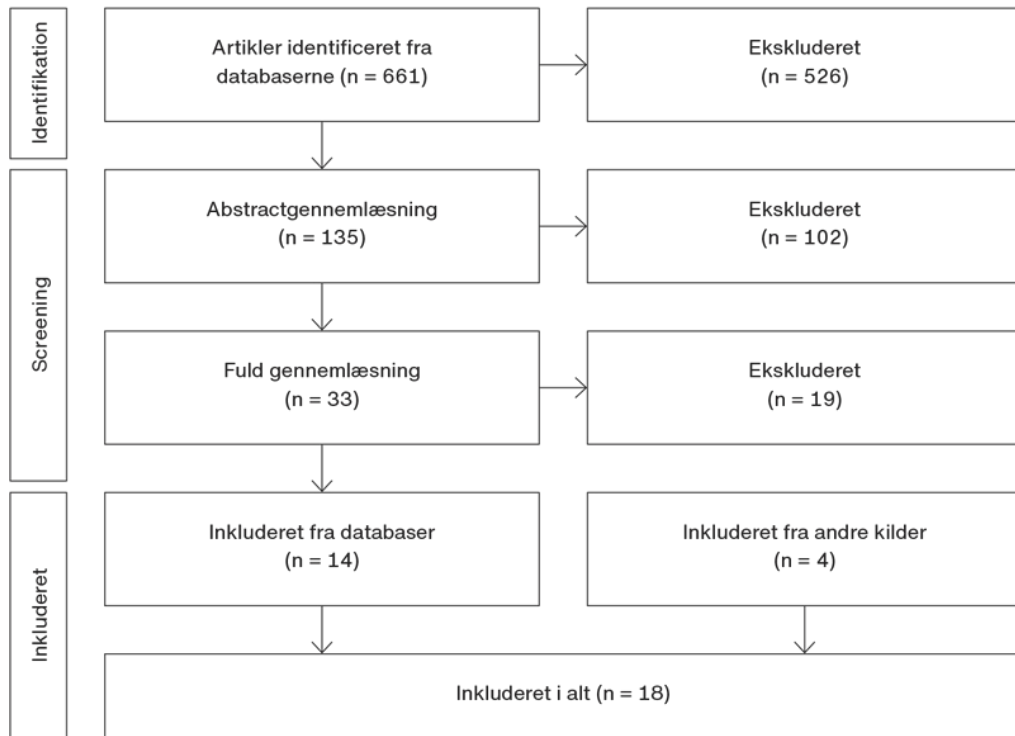 Identifikation
Artikler identificeret fra
databaserne (n = 661)
Ekskluderet
(n = 526)
Screening
Abstractgennemlæsning
(n = 135)
Ekskluderet
(n = 102)
Fuld gennemlæsning
(n = 33)
Ekskluderet
(n = 19)
Inkluderet
Inkluderet fra databaser
(n = 14)
Inkluderet fra andre kilder
(n = 4)
Inkluderet i alt (n = 18)